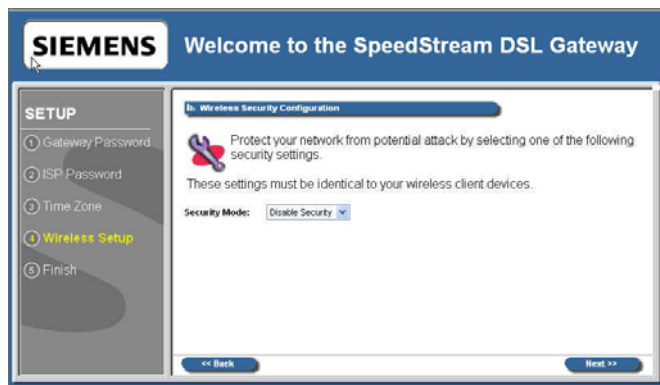 SIEMENS
Welcome to the SpeedStream DSL Gateway
SETUP
1 Gateway Password
2 ISP Password
3 Time Zone
4 Wireless Setup
5 Finish
Wireless Security Configuration
Protect your network from potential attack by selecting one of the following
security settings.
These settings must be identical to your wireless client devices.
Security Mode: Disable Security
<< Back
Next >>